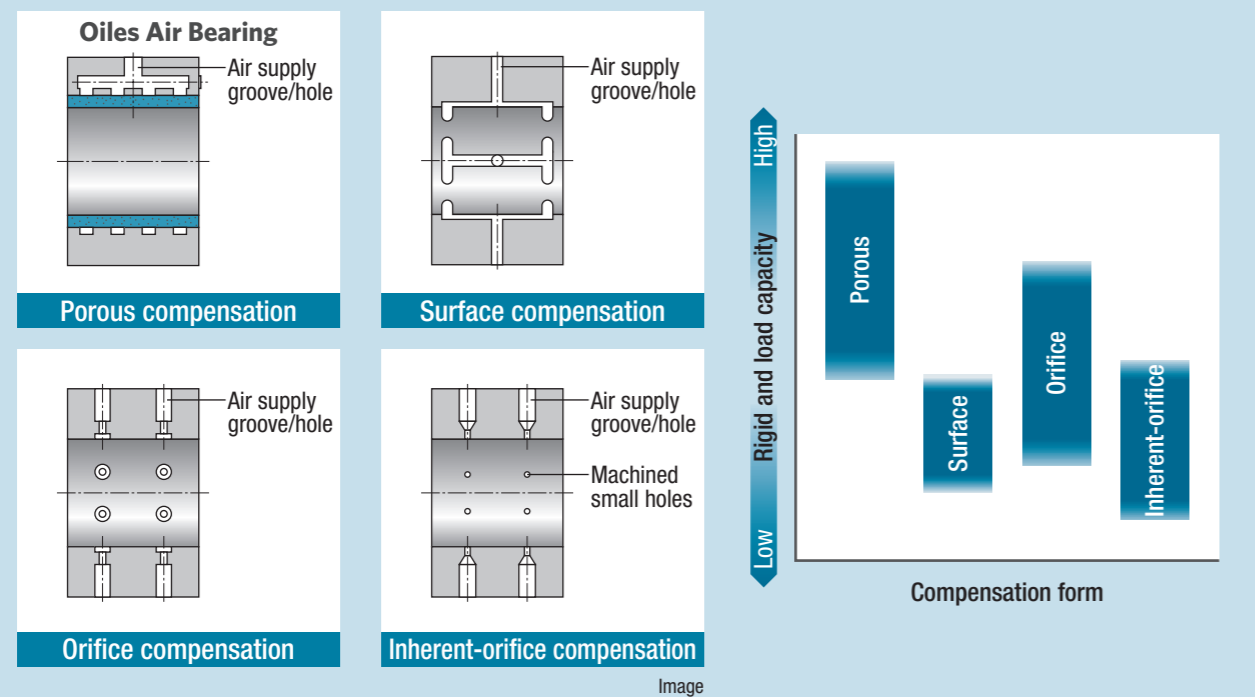 Oiles Air Bearing
Air supply
groove/hole
Porous compensation
Air supply
groove/hole
Surface compensation
Air supply
groove/hole
Orifice compensation
Air supply
groove/hole
Machined
small holes
Inherent-orifice compensation
Image
High
Rigid and load capacity
Low
Porous
Surface
Orifice
Inherent-orifice
Compensation form